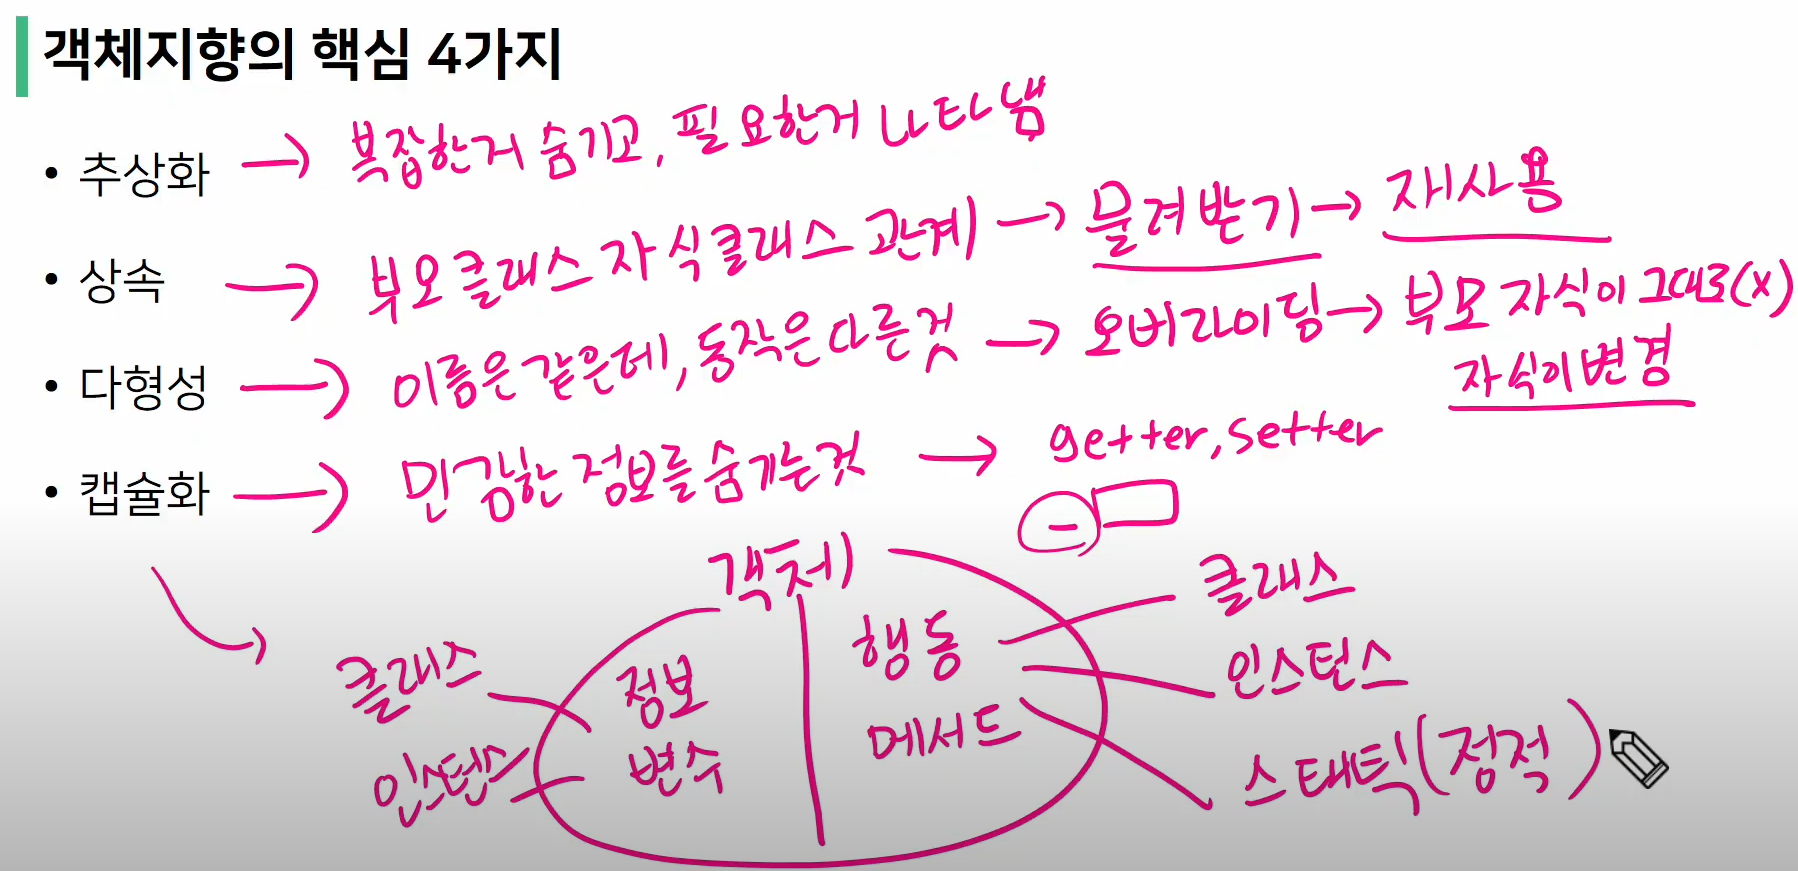 객체지향의 핵심 4가지
• 추상화 → 복잡한거 숨기고, 필요한거 나타냄
• 상속 → 부모클래스 자식클래스 관계 → 물려받기 → 재사용
• 다형성 → 이름은 같은데, 동작은 다른것 → 오버라이딩 → 부모 자식이 그대로(x)
자식이 변경
• 캡슐화 → 민감한 정보를 숨기는것 → getter, setter
객체
클래스 정보 행동 클래스
인스턴스 변수 메서드 인스턴스
스태틱(정적)